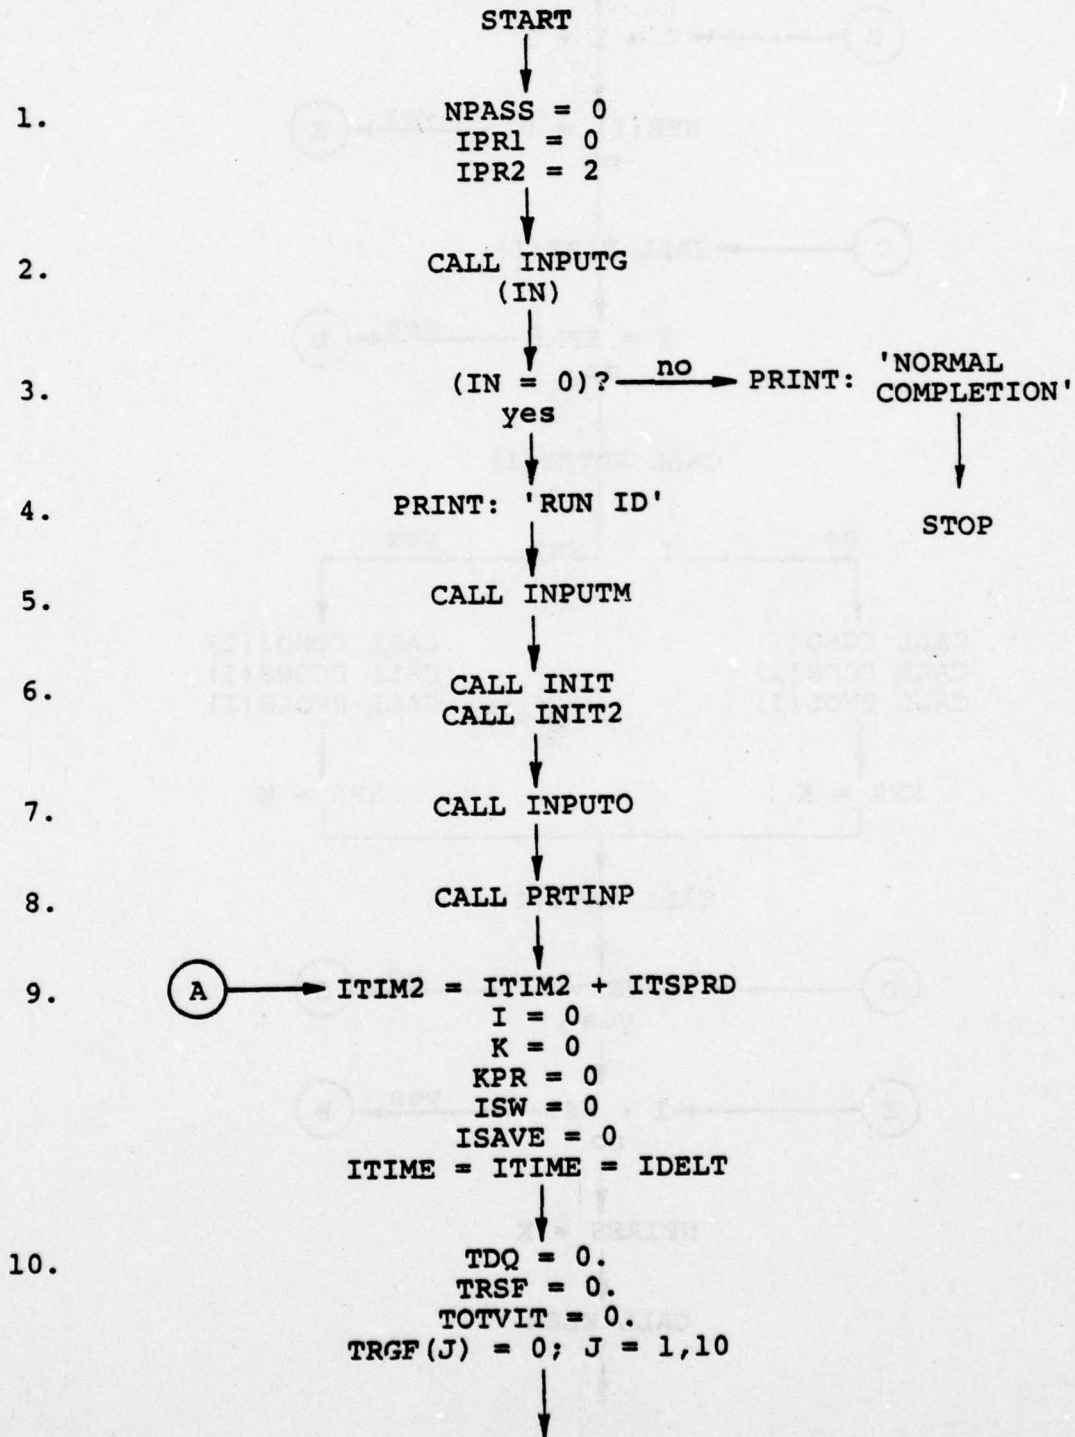 START
1. NPASS = 0
IPR1 = 0
IPR2 = 2
2. CALL INPUTG
(IN)
3. (IN = 0)? no PRINT: 'NORMAL
COMPLETION'
yes
4. PRINT: 'RUN ID'
STOP
5. CALL INPUTM
6. CALL INIT
CALL INIT2
7. CALL INPUTO
8. CALL PRTINP
9. A ITIM2 = ITIM2 + ITSPRD
I = 0
K = 0
KPR = 0
ISW = 0
ISAVE = 0
ITIME = ITIME = IDELT
10. TDQ = 0.
TRSF = 0.
TOTVIT = 0.
TRGF(J) = 0; J = 1,10